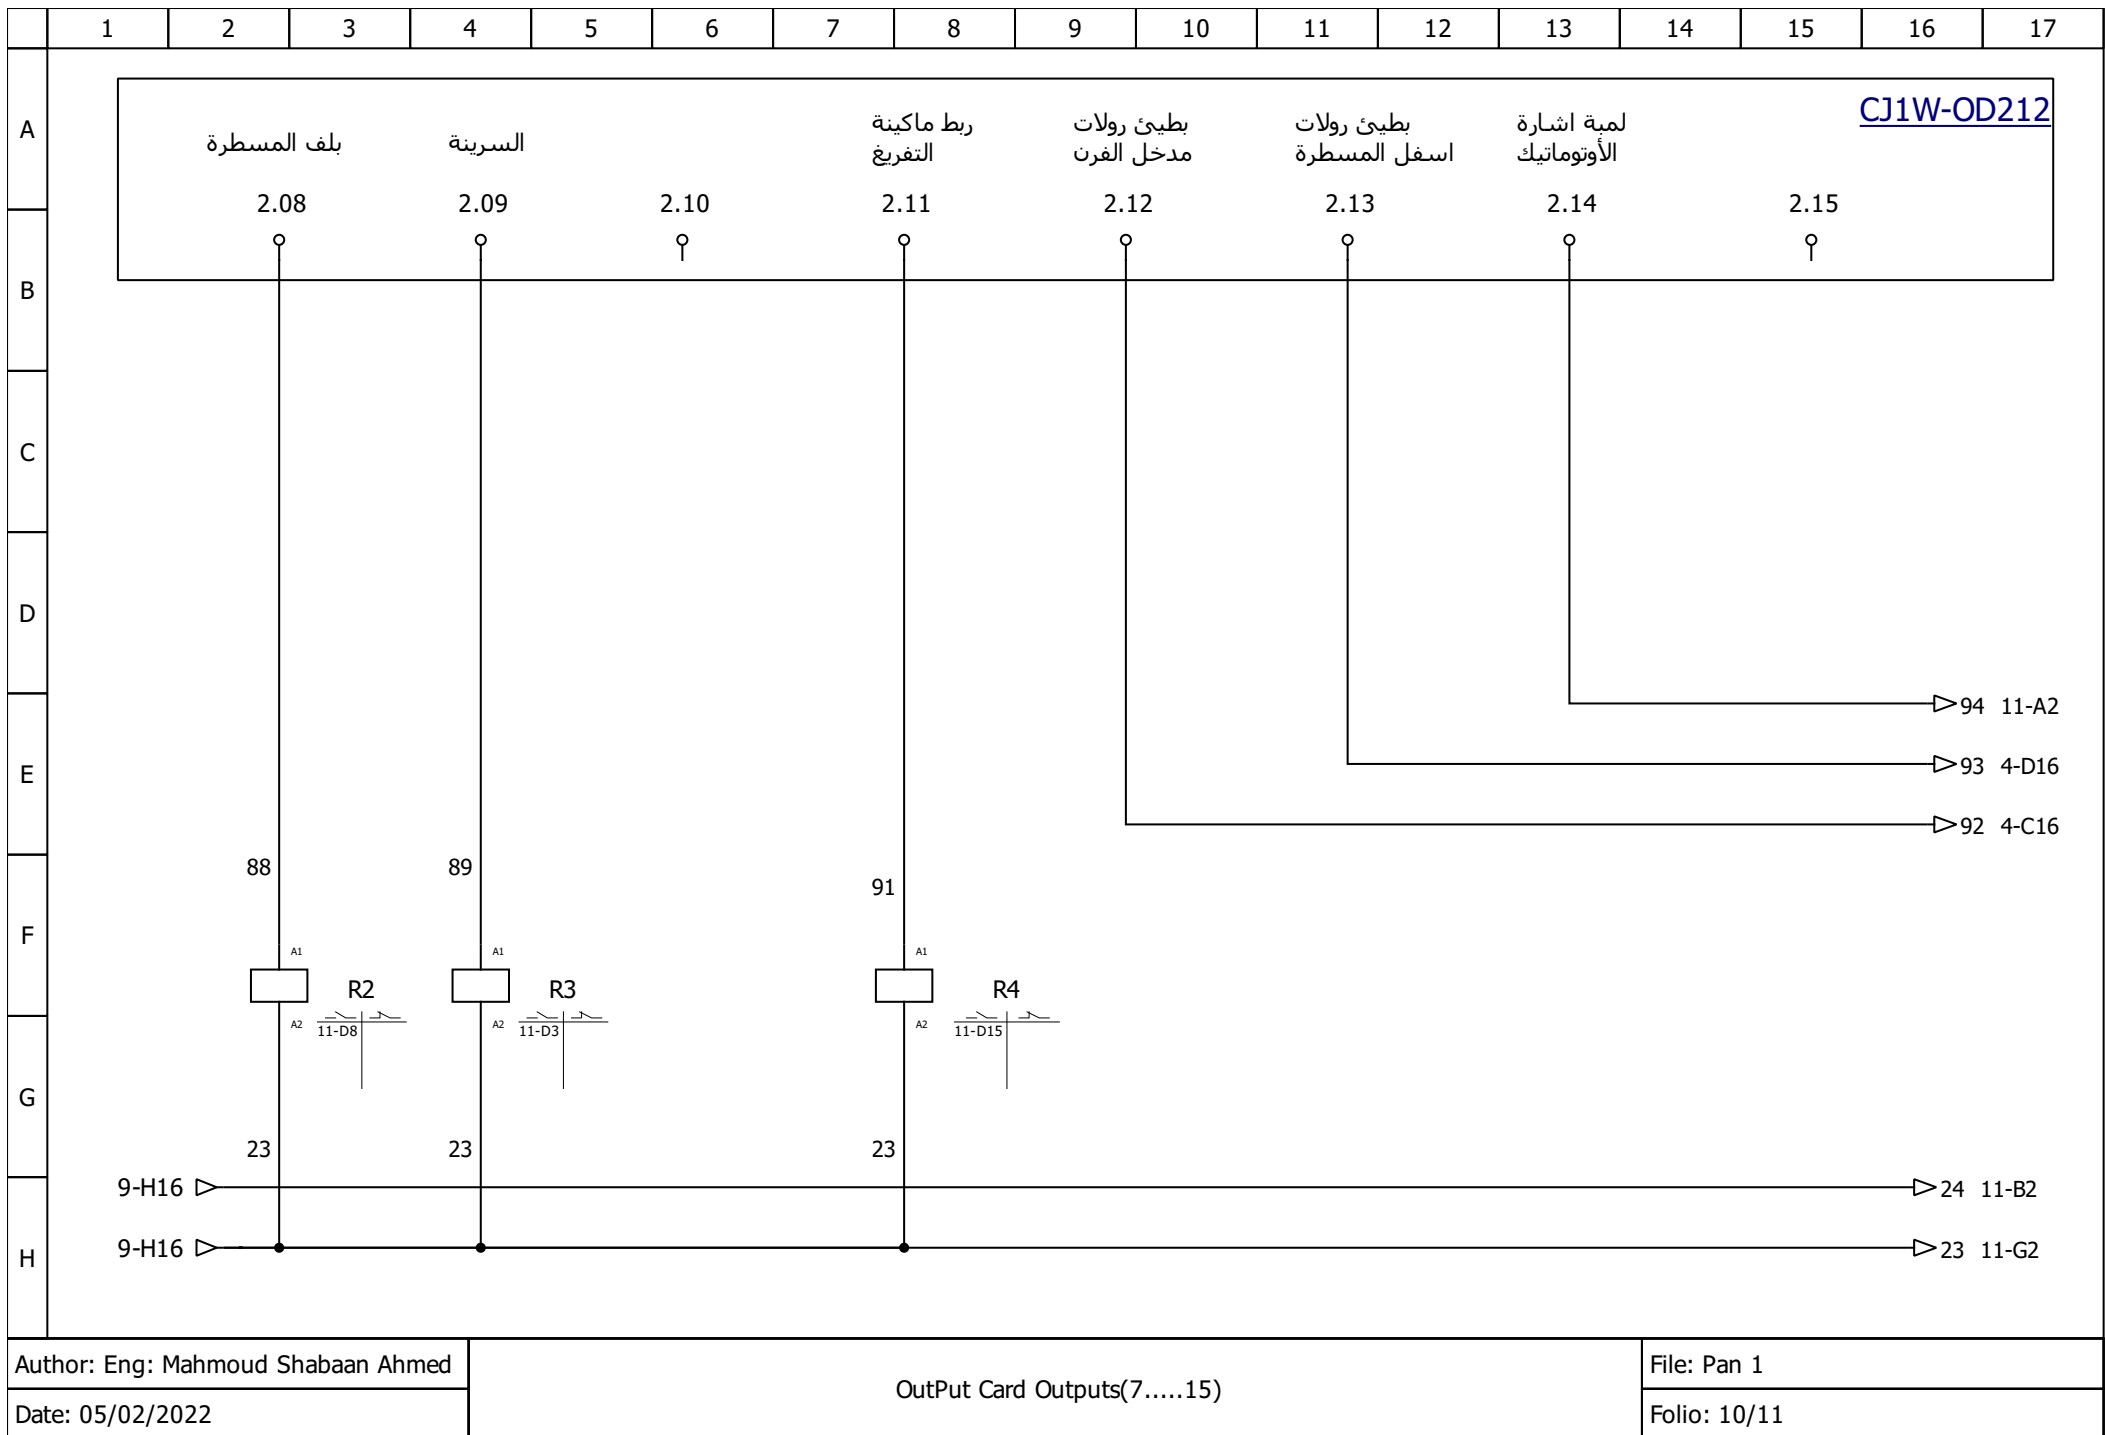 1 2 3 4 5 6 7 8 9 10 11 12 13 14 15 16 17
A
CJ1W-OD212
بلف المسطرة
السرينة
ربط ماكينة
التفريغ
بطيئ رولات
مدخل الفرن
بطيئ رولات
اسفل المسطرة
لمبة اشارة
الأوتوماتيك
2.08 2.09 2.10 2.11 2.12 2.13 2.14 2.15
B
C
D
94 11-A2
E
93 4-D16
92 4-C16
88 89 91
F
A1 A1 A1
R2 R3 R4
A2 A2 A2
11-D8 11-D3 11-D15
G
23 23 23
9-H16 24 11-B2
H
9-H16 23 11-G2
Author: Eng: Mahmoud Shabaan Ahmed
Date: 05/02/2022
OutPut Card Outputs(7.....15)
File: Pan 1
Folio: 10/11